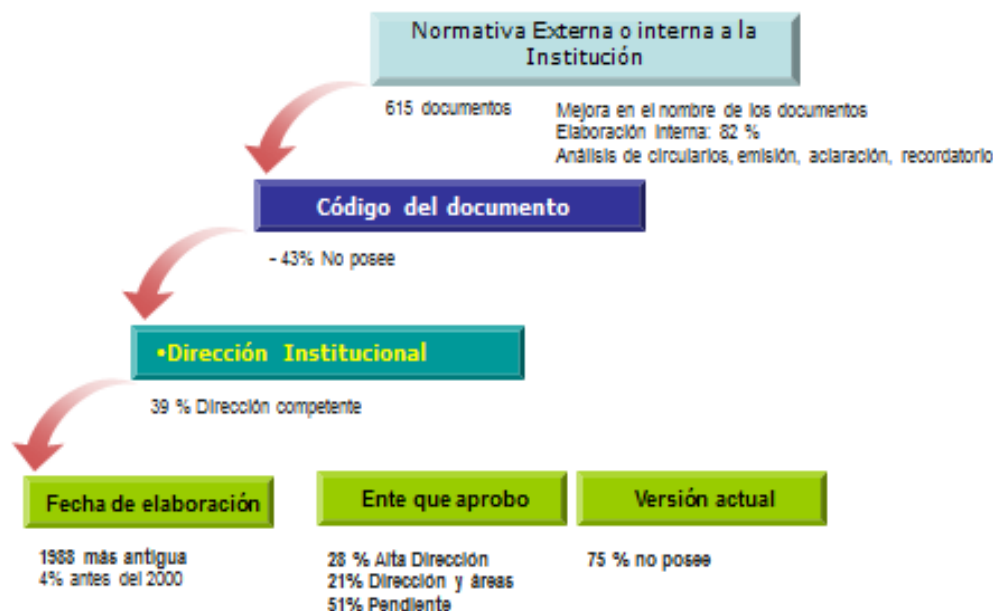 Normativa Externa o interna a la
Institución
615 documentos
Mejora en el nombre de los documentos
Elaboración Interna: 82 %
Análisis de circularios, emisión, aclaración, recordatorio
Código del documento
- 43% No posee
•Dirección Institucional
39 % Dirección competente
Fecha de elaboración
1988 más antigua
4% antes del 2000
Ente que aprobo
28 % Alta Dirección
21% Dirección y áreas
51% Pendiente
Versión actual
75 % no posee